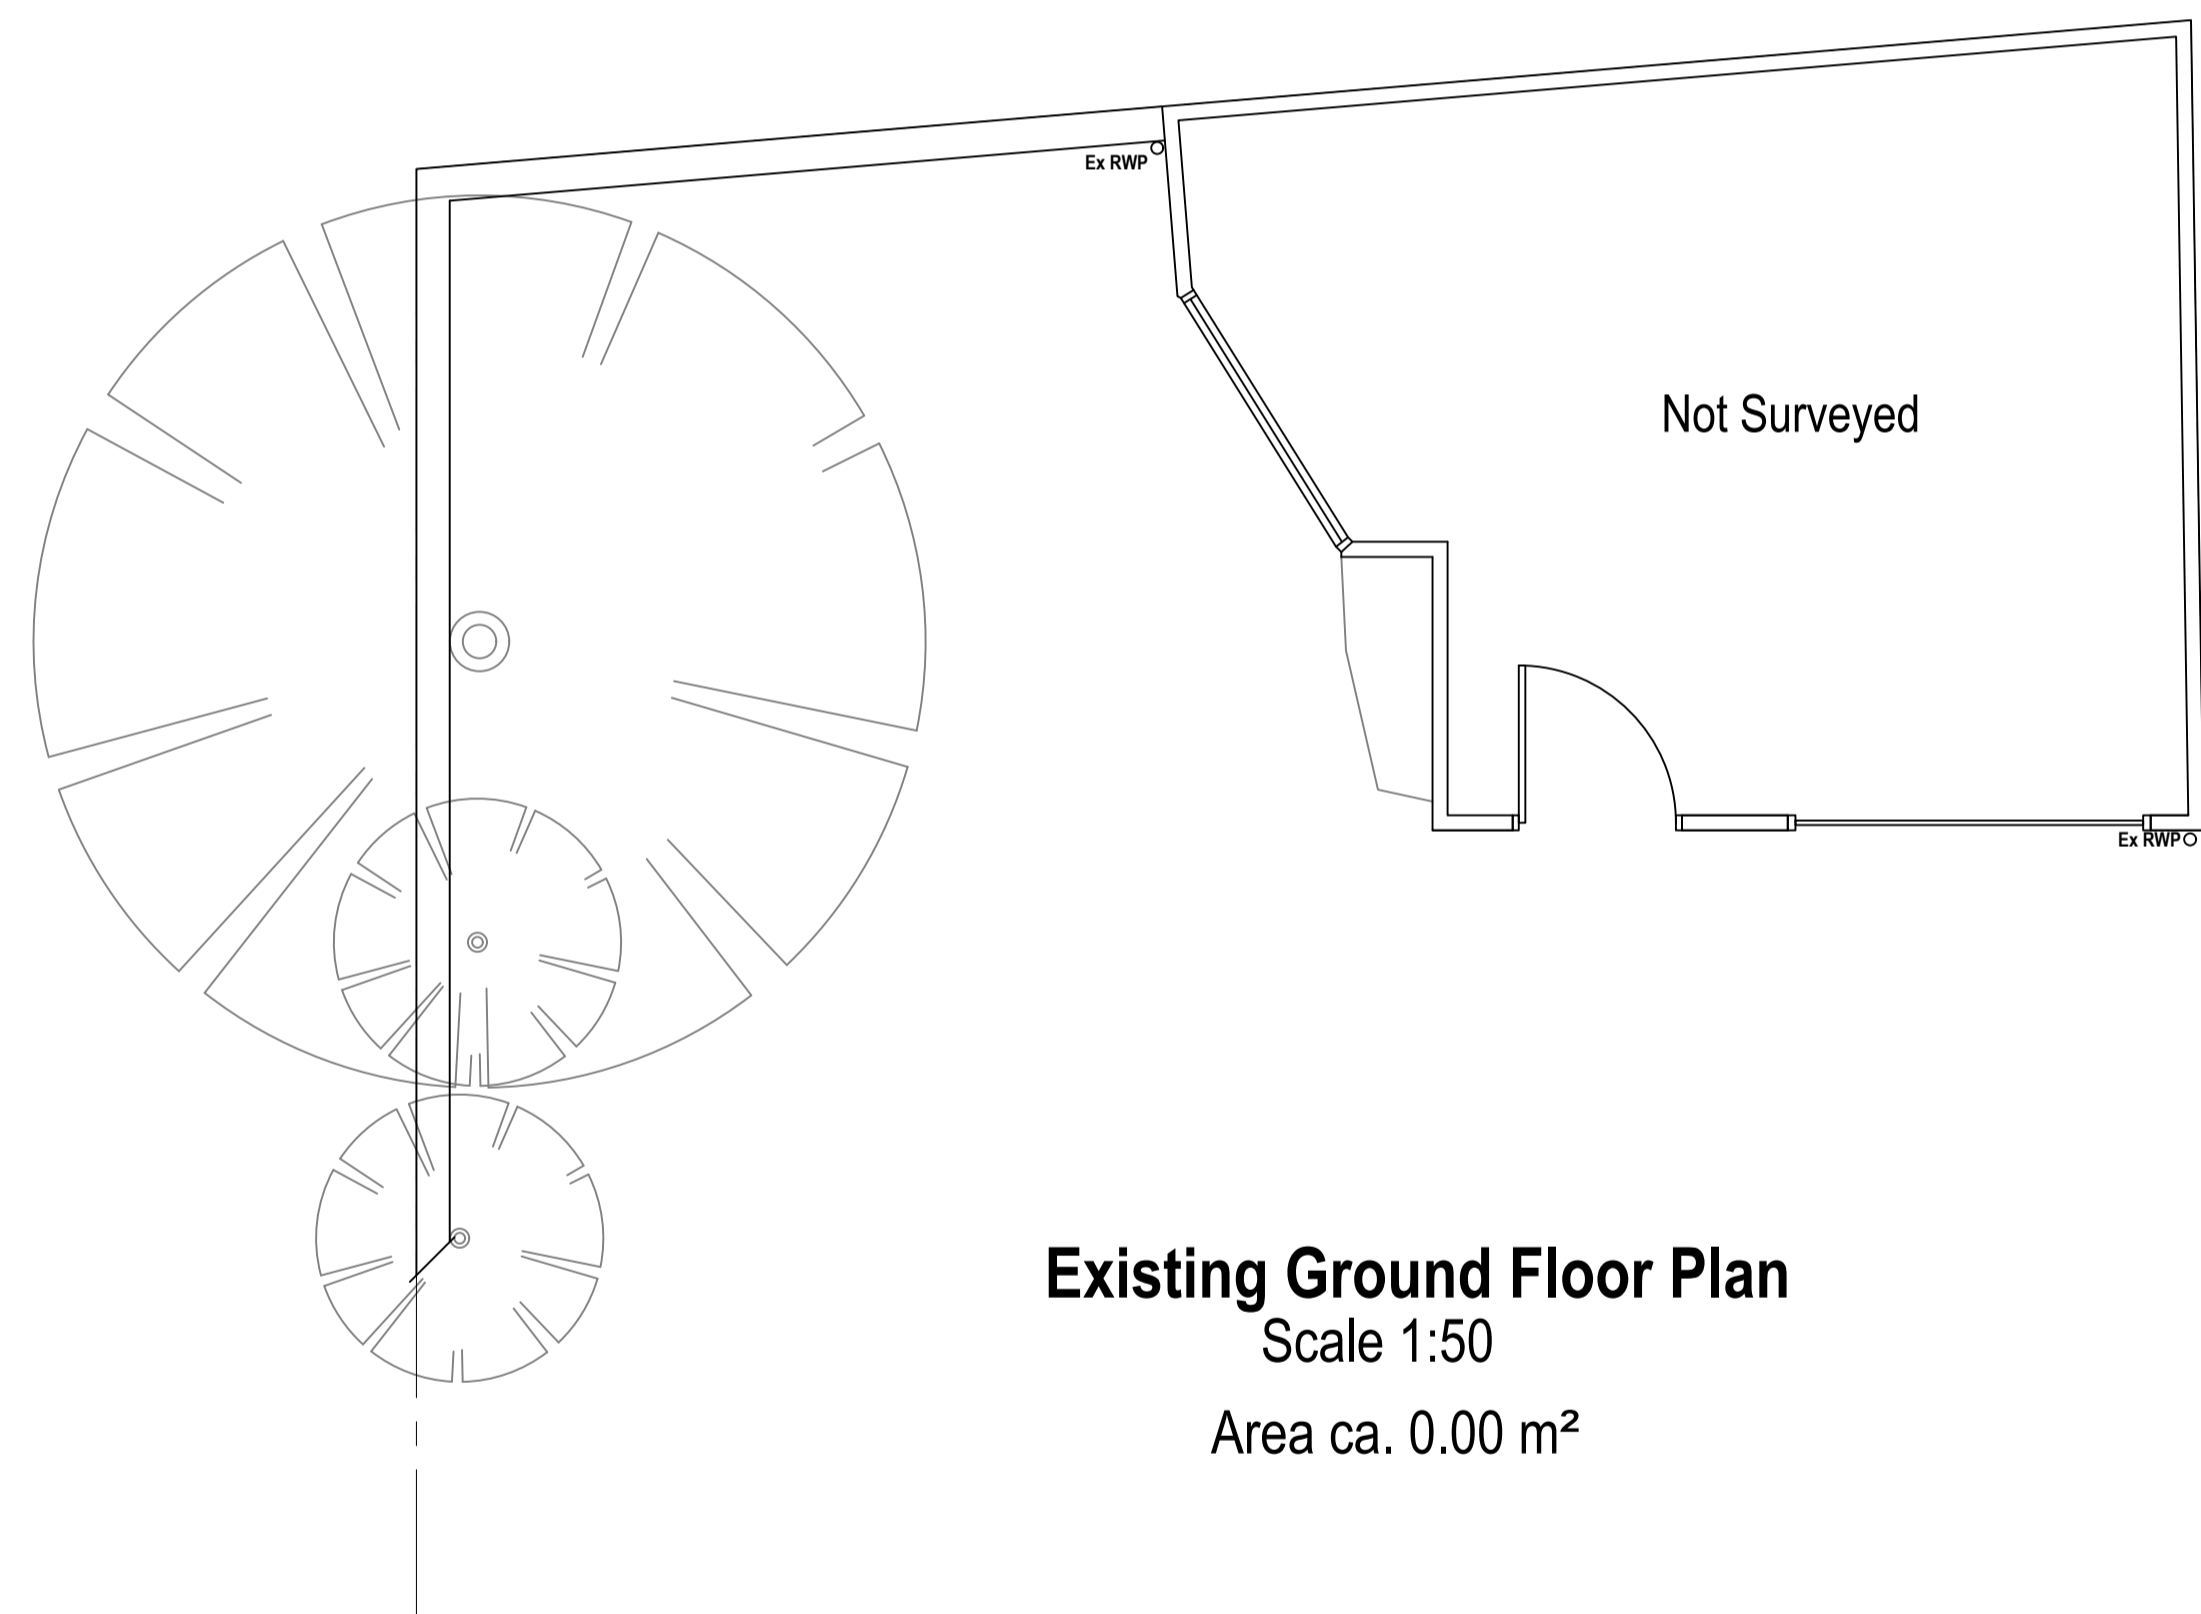 Ex RWP
Not Surveyed
Ex RWP
Existing Ground Floor Plan
Scale 1:50
Area ca. 0.00 m²